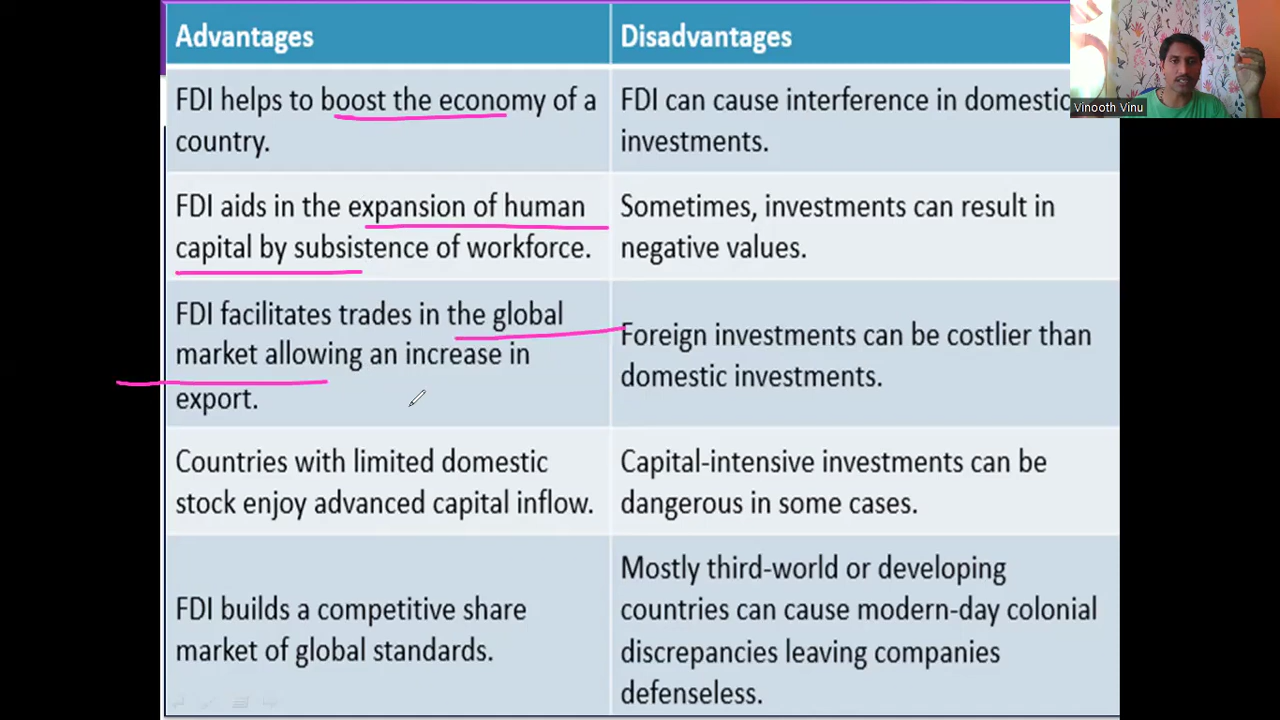 Advantages
Disadvantages
Vinooth Vinu
FDI helps to boost the economy of a
country.
FDI can cause interference in domestic
investments.
FDI aids in the expansion of human
capital by subsistence of workforce.
Sometimes, investments can result in
negative values.
FDI facilitates trades in the global
market allowing an increase in
export.
Foreign investments can be costlier than
domestic investments.
Countries with limited domestic
stock enjoy advanced capital inflow.
Capital-intensive investments can be
dangerous in some cases.
FDI builds a competitive share
market of global standards.
Mostly third-world or developing
countries can cause modern-day colonial
discrepancies leaving companies
defenseless.